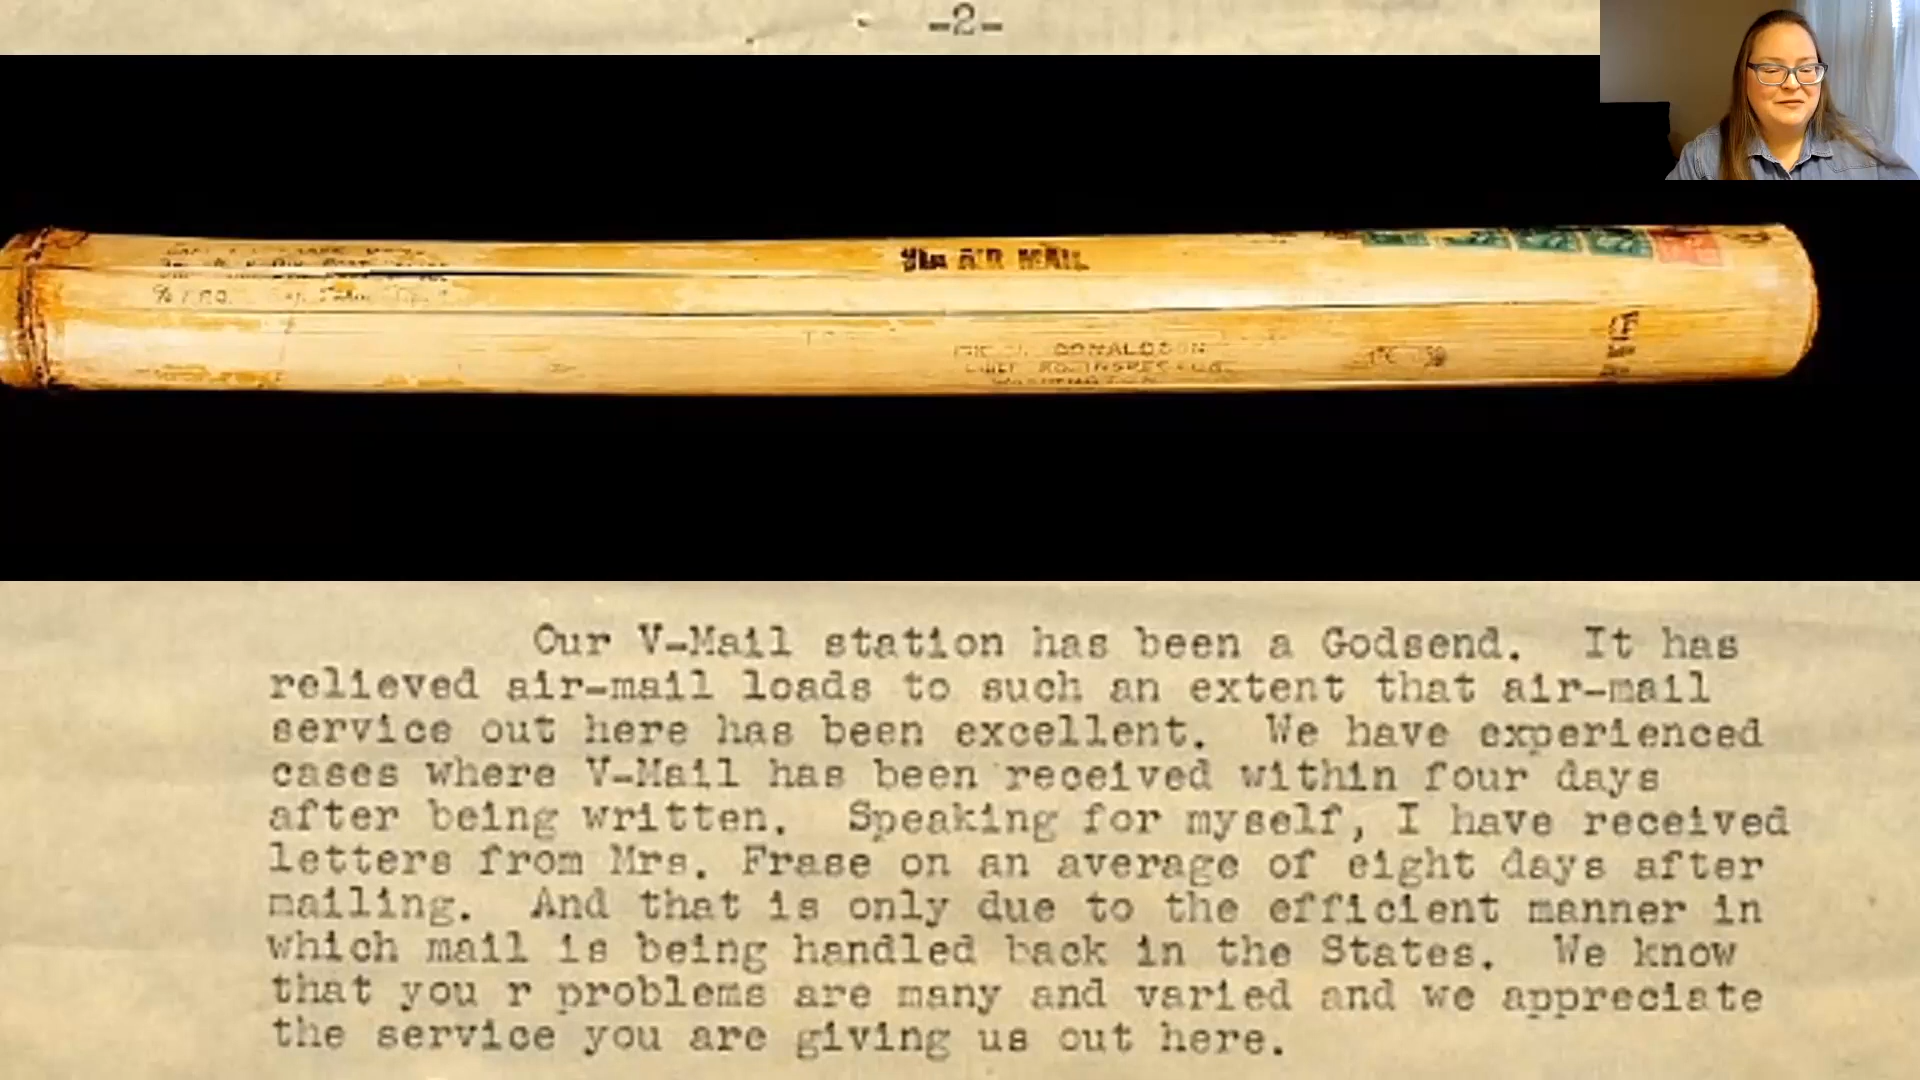 -2-
VIA AIR MAIL
DONALDSON
Our V-Mail station has been a Godsend. It has
relieved air-mail loads to such an extent that air-mail
service out here has been excellent. We have experienced
cases where V-Mail has been received within four days
after being written. Speaking for myself, I have received
letters from Mrs. Frase on an average of eight days after
mailing. And that is only due to the efficient manner in
which mail is being handled back in the States. We know
that you r problems are many and varied and we appreciate
the service you are giving us out here.